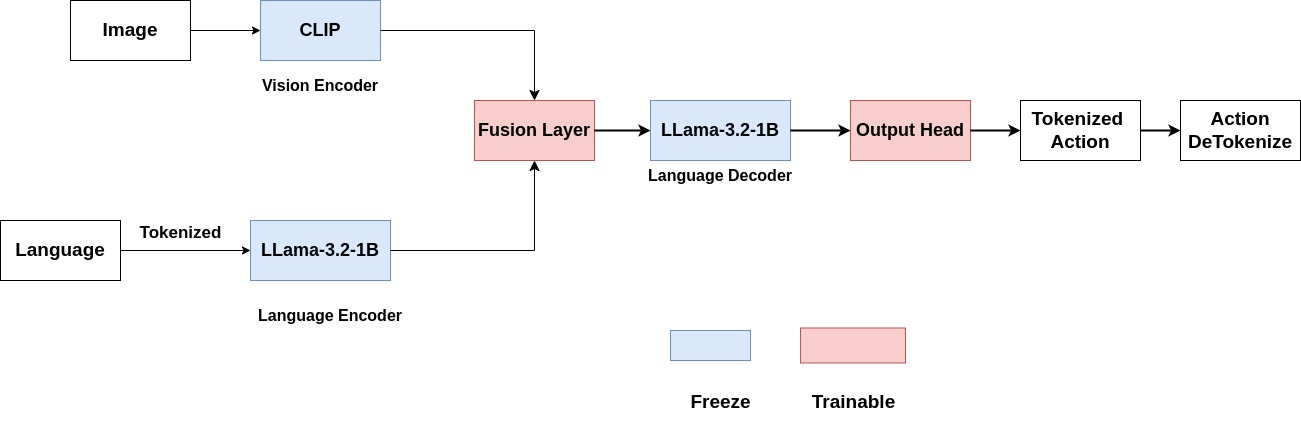 Image
CLIP
Vision Encoder
Fusion Layer
LLama-3.2-1B
Language Decoder
Output Head
Tokenized
Action
Action
DeTokenize
Language
Tokenized
LLama-3.2-1B
Language Encoder
Freeze
Trainable